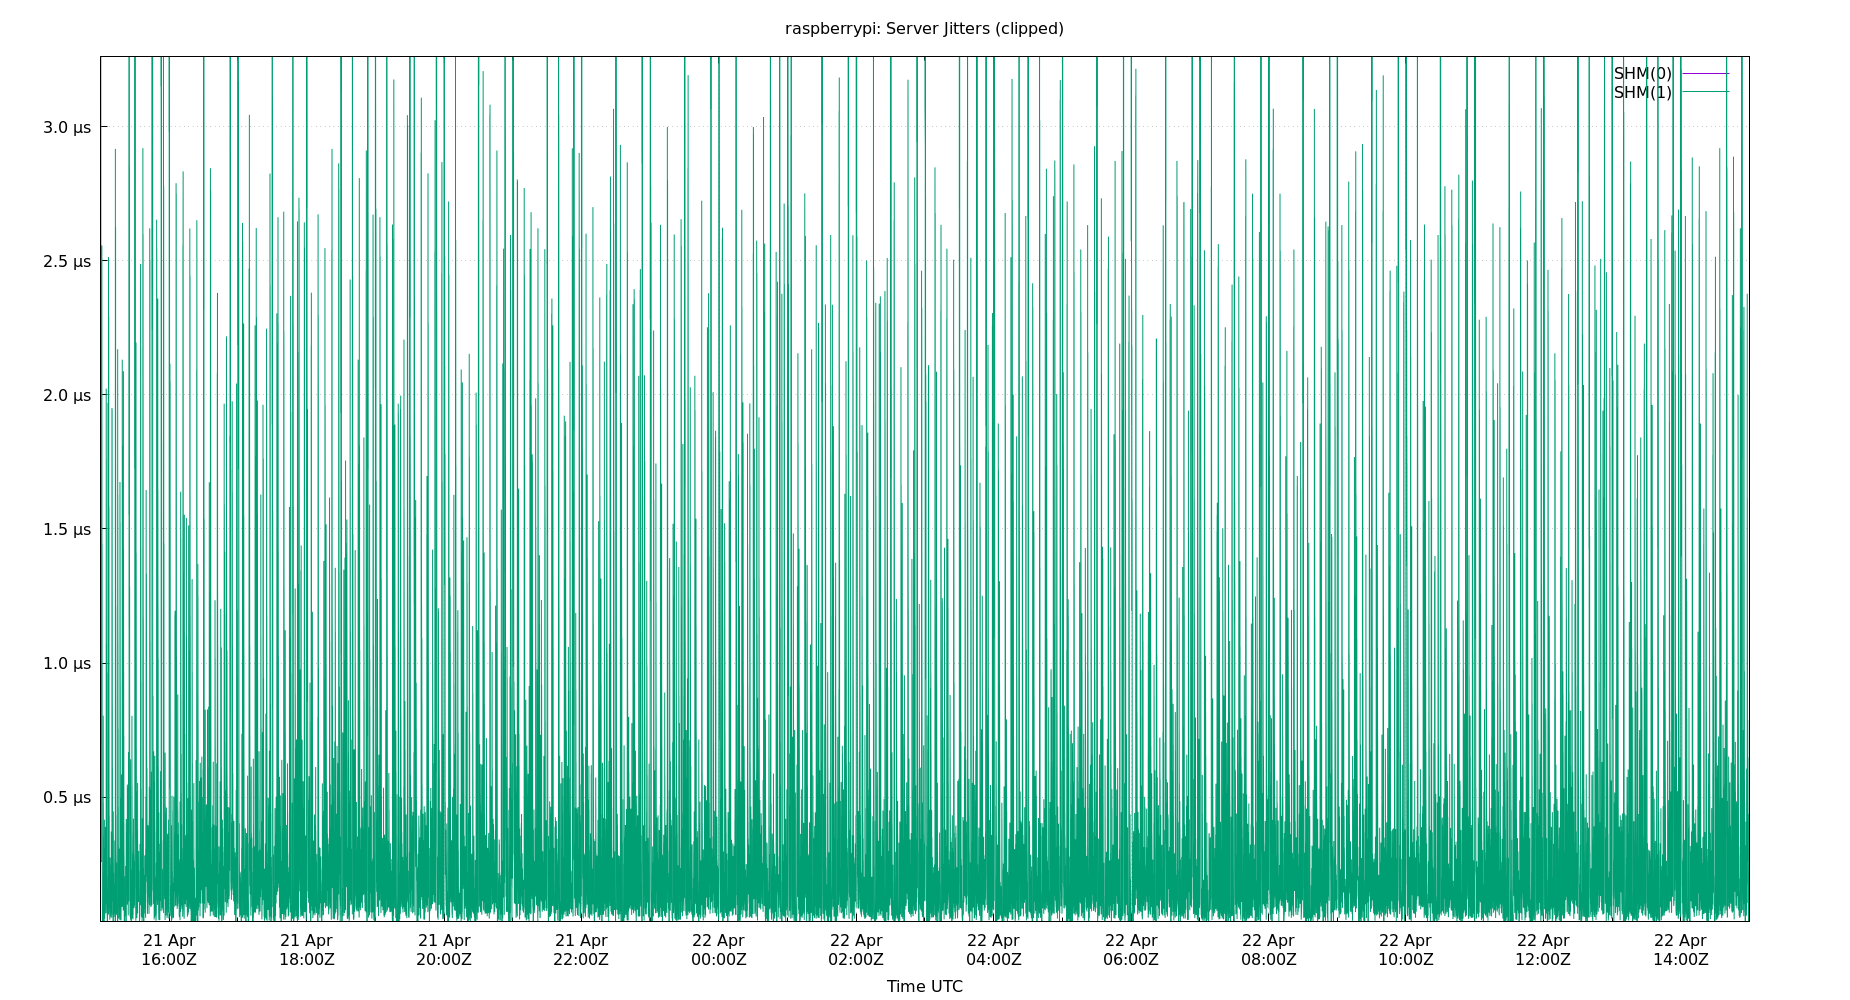 raspberrypi: Server Jitters (clipped)
SHM(0)
SHM(1)
3.0 µs
2.5 µs
2.0 µs
1.5 µs
1.0 µs
0.5 µs
21 Apr 21 Apr 21 Apr 21 Apr 22 Apr 22 Apr 22 Apr 22 Apr 22 Apr 22 Apr 22 Apr 22 Apr
16:00Z 18:00Z 20:00Z 22:00Z 00:00Z 02:00Z 04:00Z 06:00Z 08:00Z 10:00Z 12:00Z 14:00Z
Time UTC